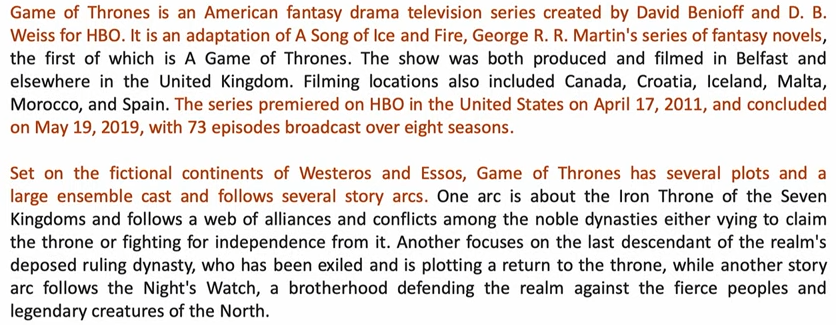 Game of Thrones is an American fantasy drama television series created by David Benioff and D. B.
Weiss for HBO. It is an adaptation of A Song of Ice and Fire, George R. R. Martin's series of fantasy novels,
the first of which is A Game of Thrones. The show was both produced and filmed in Belfast and
elsewhere in the United Kingdom. Filming locations also included Canada, Croatia, Iceland, Malta,
Morocco, and Spain. The series premiered on HBO in the United States on April 17, 2011, and concluded
on May 19, 2019, with 73 episodes broadcast over eight seasons.
Set on the fictional continents of Westeros and Essos, Game of Thrones has several plots and a
large ensemble cast and follows several story arcs. One arc is about the Iron Throne of the Seven
Kingdoms and follows a web of alliances and conflicts among the noble dynasties either vying to claim
the throne or fighting for independence from it. Another focuses on the last descendant of the realm's
deposed ruling dynasty, who has been exiled and is plotting a return to the throne, while another story
arc follows the Night's Watch, a brotherhood defending the realm against the fierce peoples and
legendary creatures of the North.